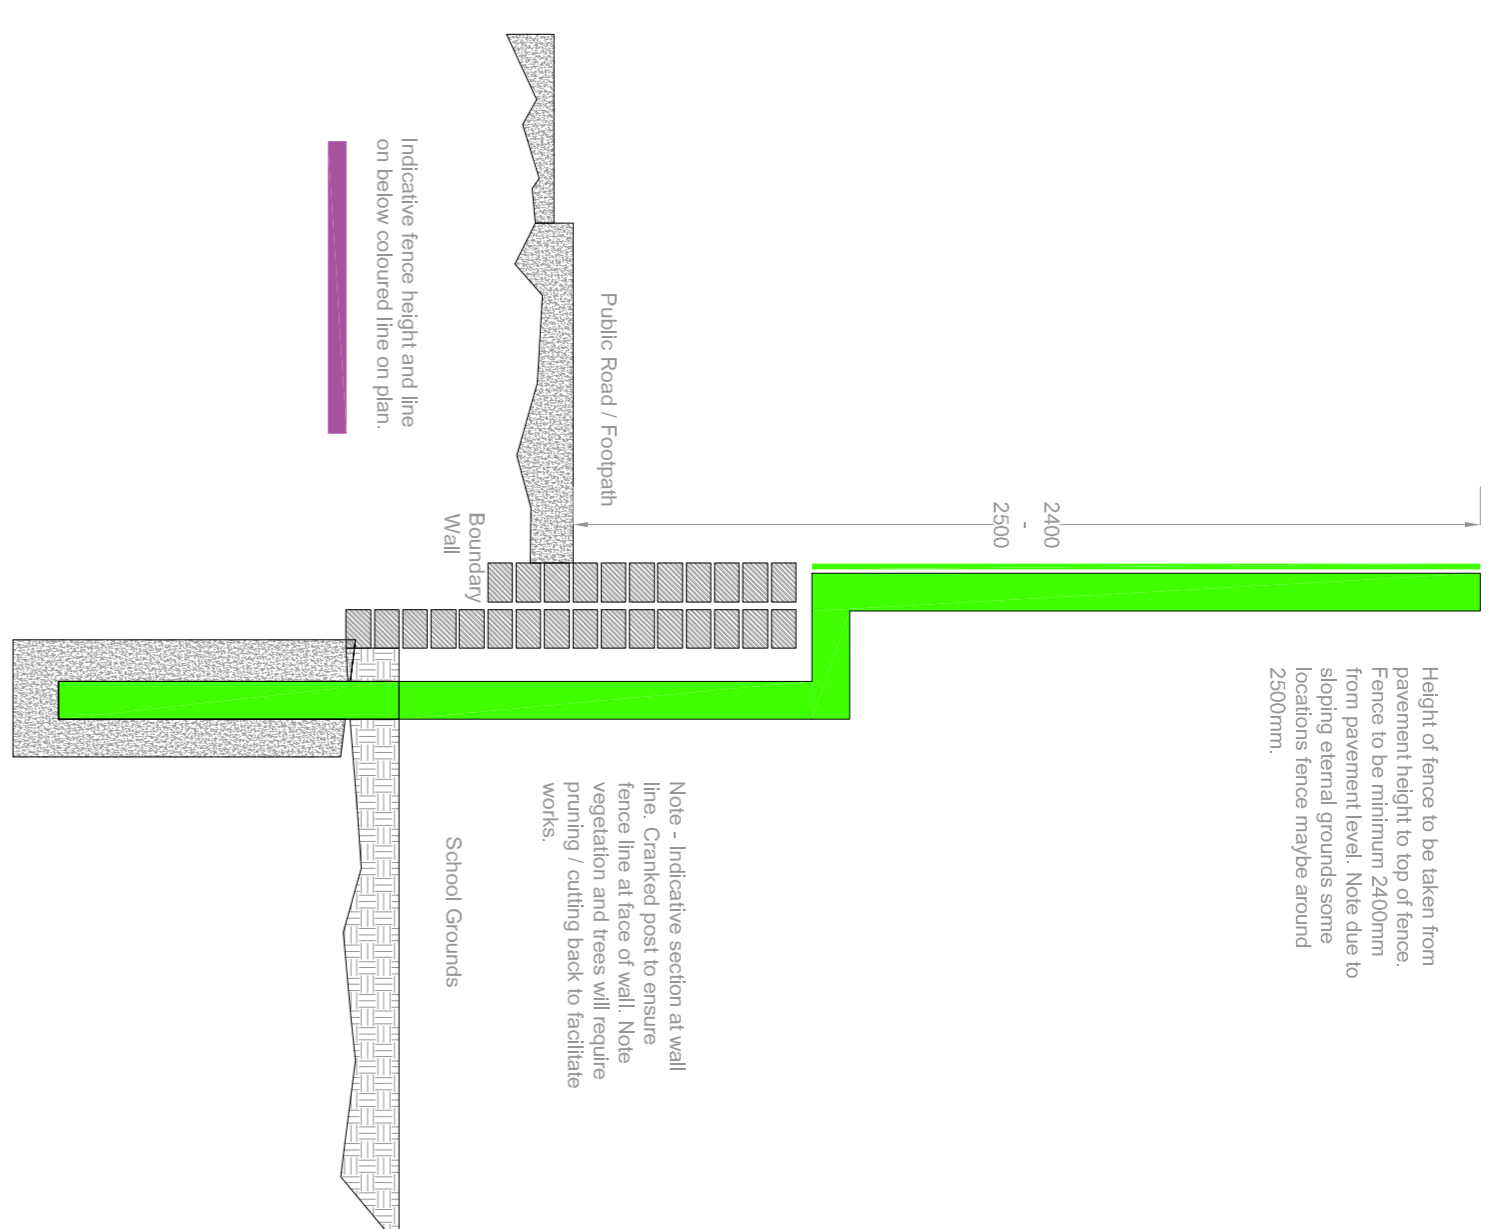 Height of fence to be taken from
pavement height to top of fence.
Fence to be minimum 2400mm
from pavement level. Note due to
sloping eternal grounds some
locations fence maybe around
2500mm.
2400
-
2500
Public Road / Footpath
Boundary
Wall
Indicative fence height and line
on below coloured line on plan.
Note - Indicative section at wall
line. Cranked post to ensure
fence line at face of wall. Note
vegetation and trees will require
pruning / cutting back to facilitate
works.
School Grounds